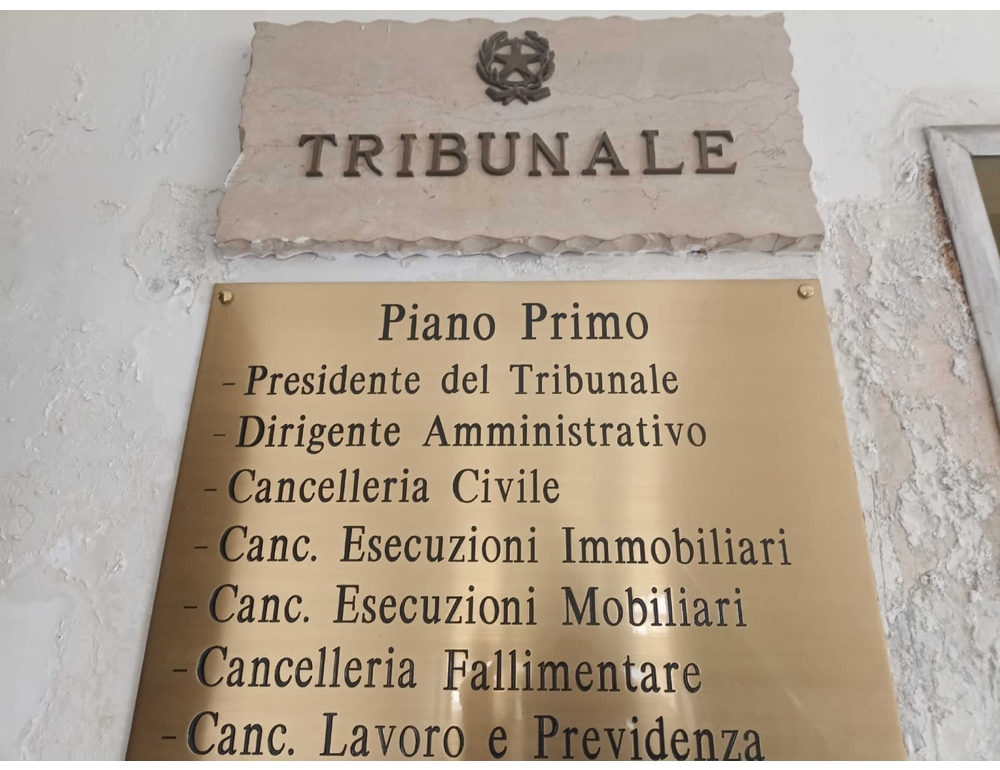 TRIBUNALE
Piano Primo
- Presidente del Tribunale
- Dirigente Amministrativo
- Cancelleria Civile
- Canc. Esecuzioni Immobiliari
- Canc. Esecuzioni Mobiliari
- Cancelleria Fallimentare
- Canc. Lavoro e Previdenza